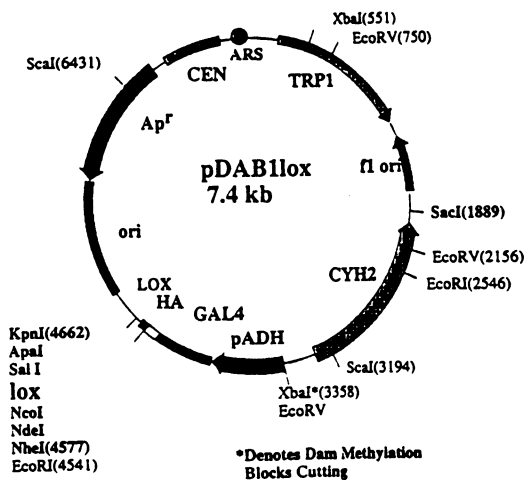 XbaI(551)
EcoRV(750)
ARS
ScaI(6431)
CEN
TRP1
Apr
f1 ori
pDAB1lox
7.4 kb
SacI(1889)
ori
EcoRV(2156)
CYH2
EcoRI(2546)
LOX
HA
GAL4
pADH
KpnI(4662)
ApaI
Sal I
lox
NcoI
NdeI
NheI(4577)
EcoRI(4541)
ScaI(3194)
XbaI*(3358)
EcoRV
*Denotes Dam Methylation
Blocks Cutting